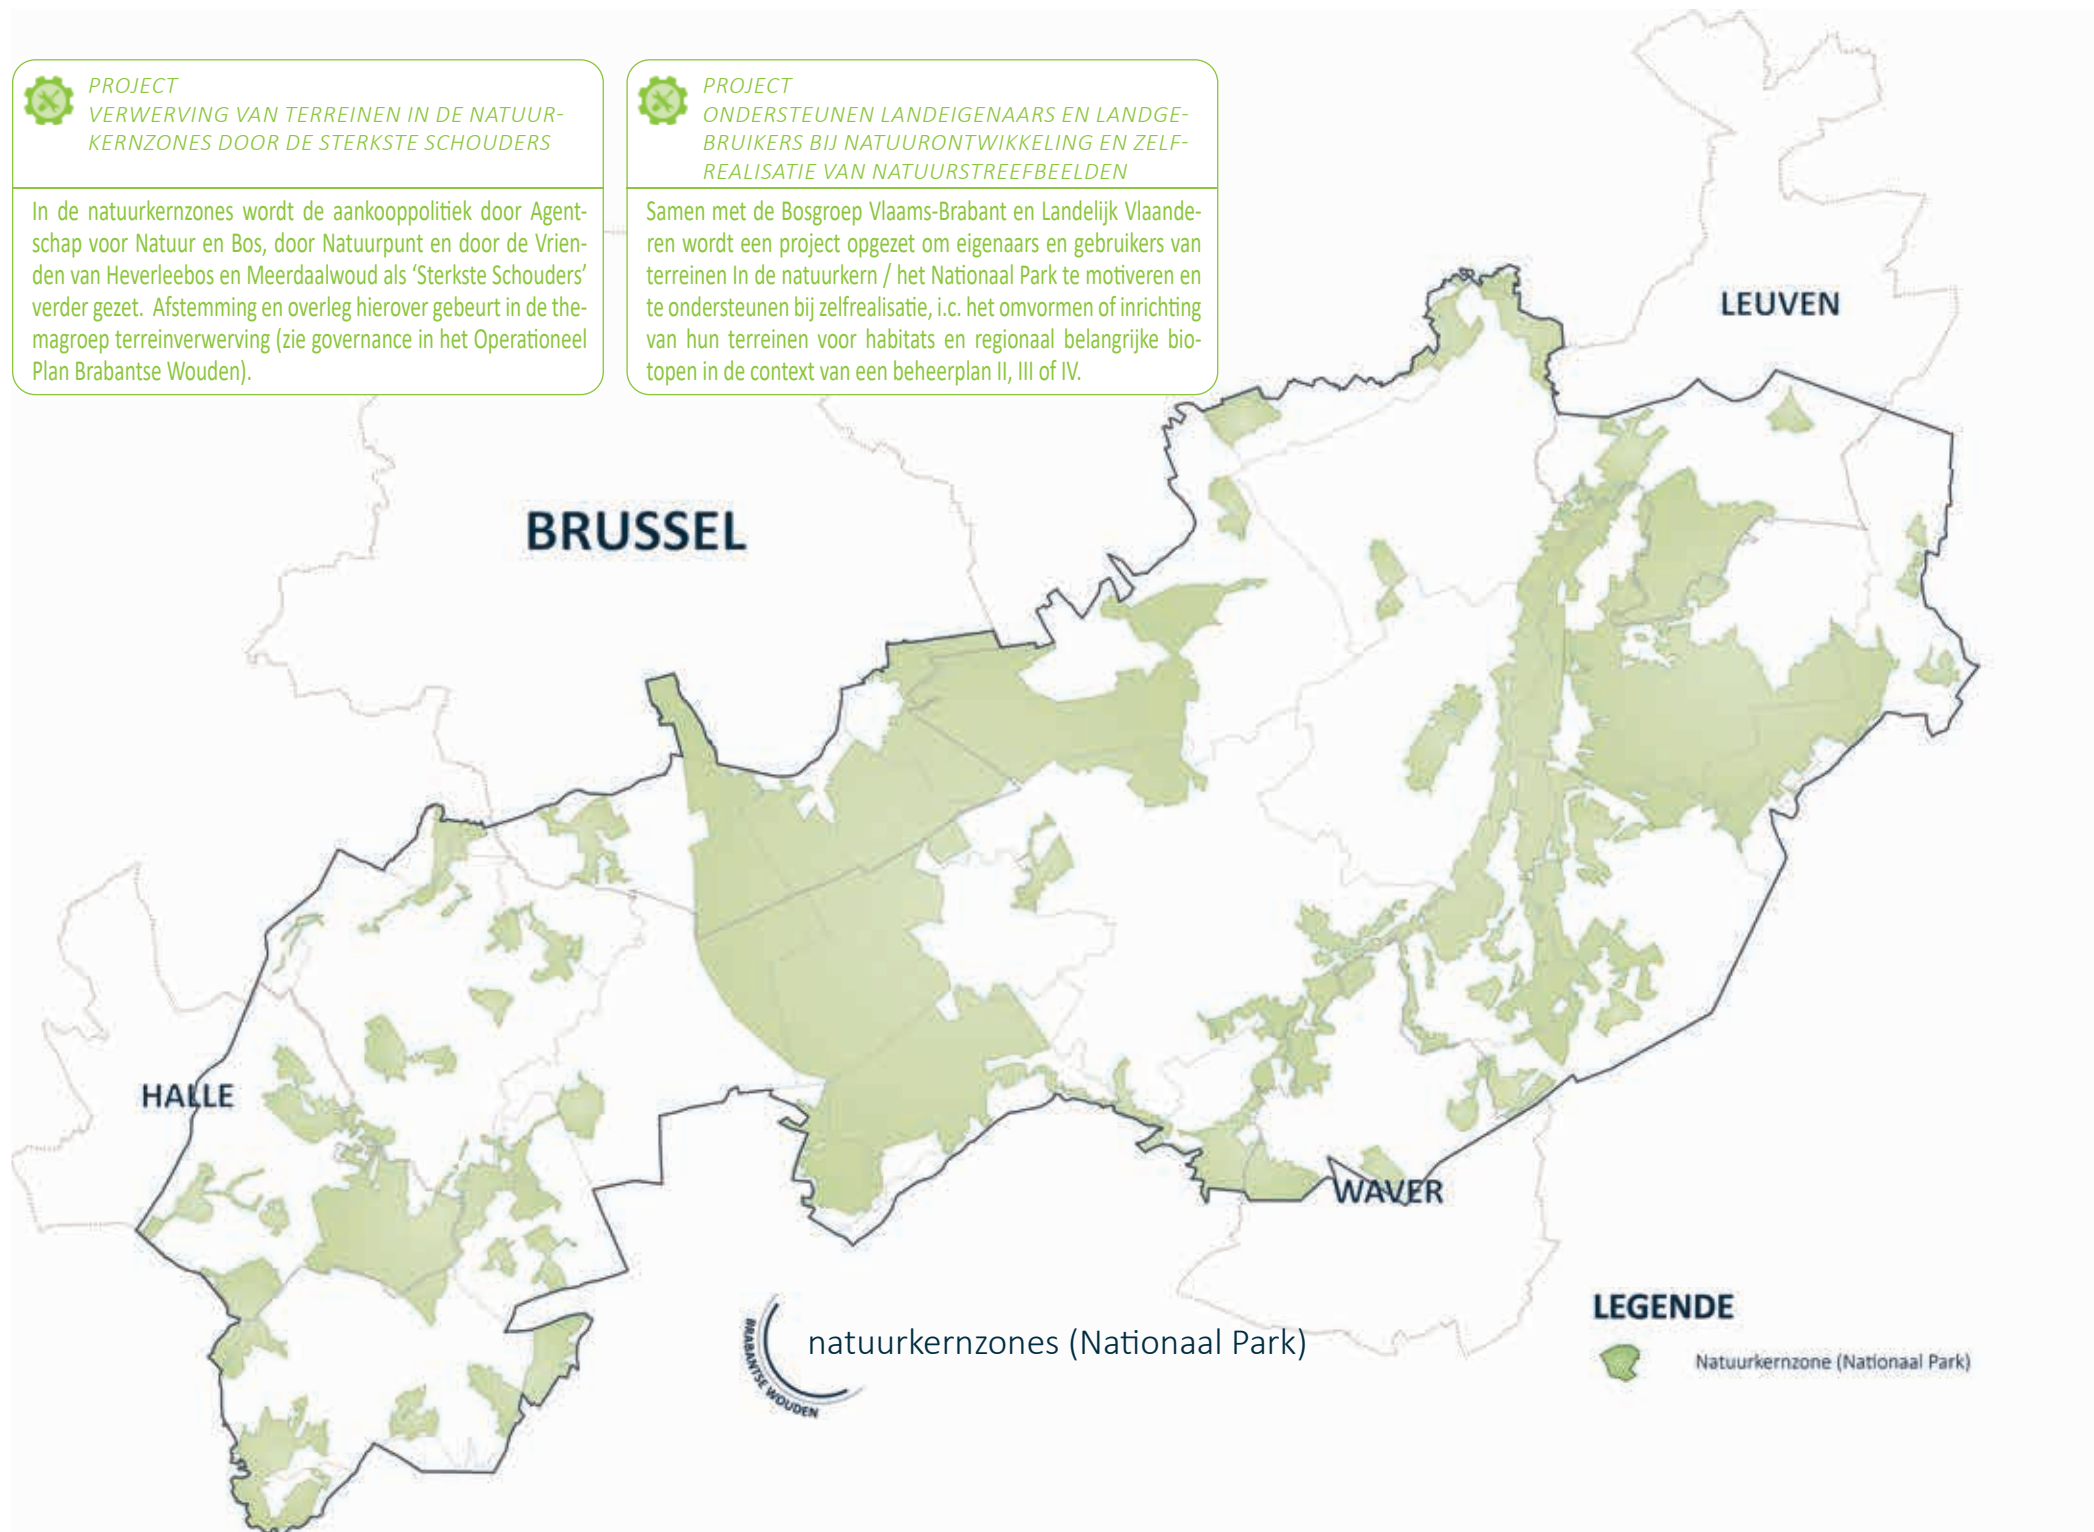 PROJECT
VERWERVING VAN TERREINEN IN DE NATUUR-
KERNZONES DOOR DE STERKSTE SCHOUDERS
In de natuurkernzones wordt de aankooppolitiek door Agent-
schap voor Natuur en Bos, door Natuurpunt en door de Vrien-
den van Heverleebos en Meerdaalwoud als ‘Sterkste Schouders’
verder gezet. Afstemming en overleg hierover gebeurt in de the-
magroep terreinverwerving (zie governance in het Operationeel
Plan Brabantse Wouden).
PROJECT
ONDERSTEUNEN LANDEIGENAARS EN LANDGE-
BRUIKERS BIJ NATUURONTWIKKELING EN ZELF-
REALISATIE VAN NATUURSTREEFBEELDEN
Samen met de Bosgroep Vlaams-Brabant en Landelijk Vlaande-
ren wordt een project opgezet om eigenaars en gebruikers van
terreinen In de natuurkern / het Nationaal Park te motiveren en
te ondersteunen bij zelfrealisatie, i.c. het omvormen of inrichting
van hun terreinen voor habitats en regionaal belangrijke bio-
topen in de context van een beheerplan II, III of IV.
LEUVEN
BRUSSEL
HALLE
WAVER
BRABANTSE WOUDEN
natuurkernzones (Nationaal Park)
LEGENDE
Natuurkernzone (Nationaal Park)